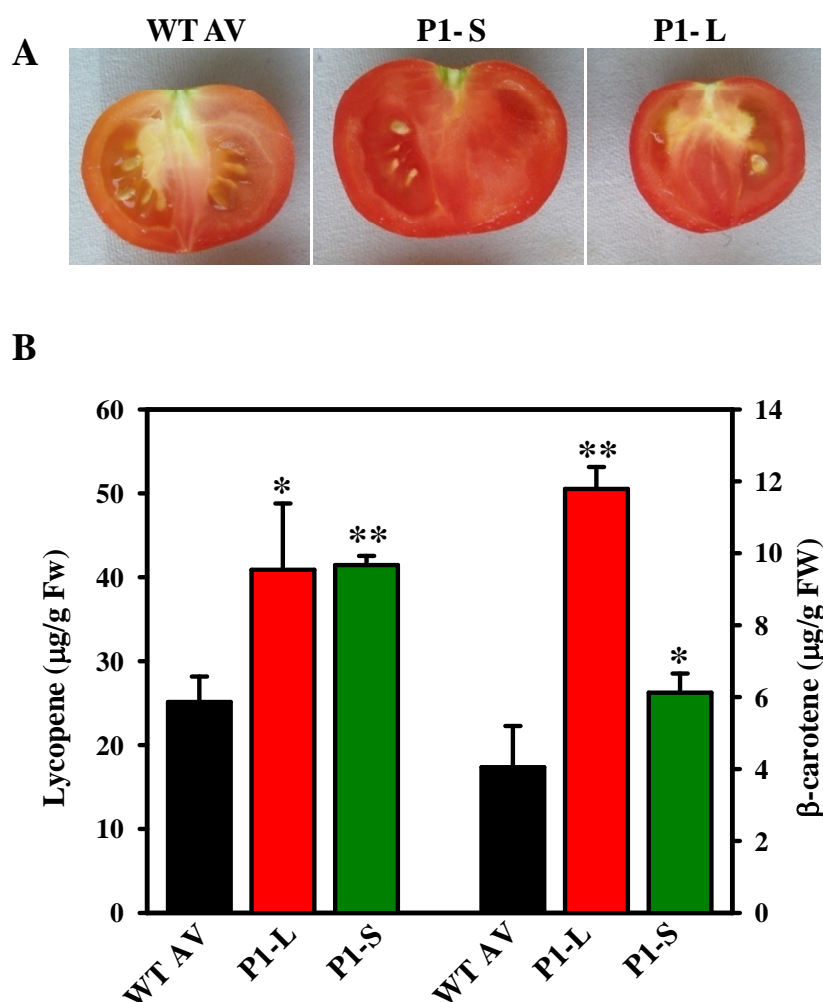 A
WT AV
P1- S
P1- L
B
Lycopene (μg/g Fw)
60
50
40
30
20
10
0
*
**
**
*
14
12
10
8
6
4
2
0
β-carotene (μg/g FW)
WT AV
P1-L
P1-S
WT AV
P1-L
P1-S